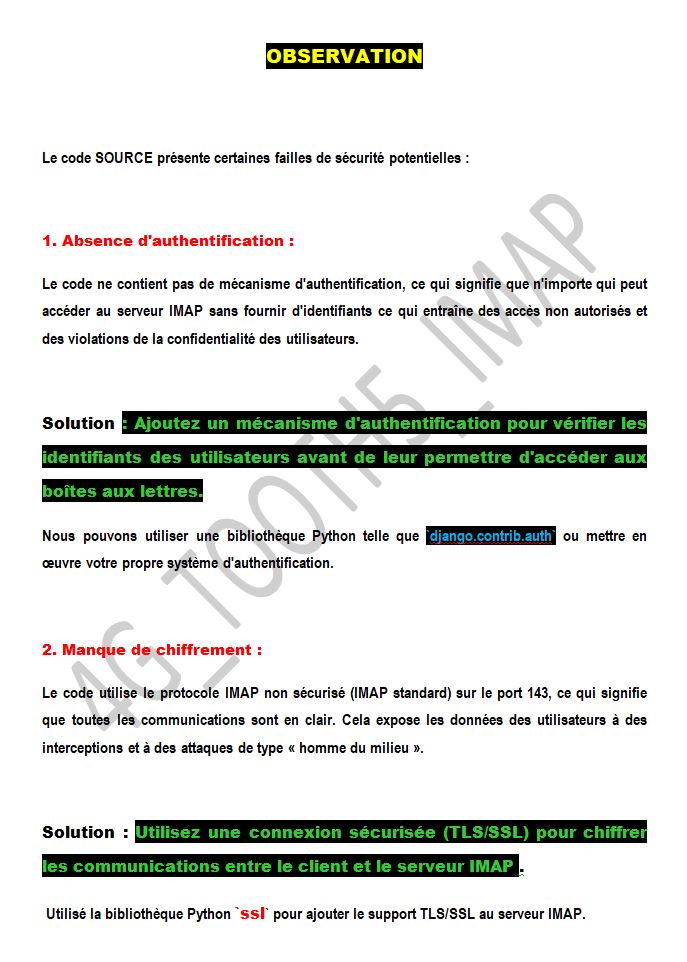 OBSERVATION
Le code SOURCE présente certaines failles de sécurité potentielles :
1. Absence d'authentification :
Le code ne contient pas de mécanisme d'authentification, ce qui signifie que n'importe qui peut
accéder au serveur IMAP sans fournir d'identifiants ce qui entraîne des accès non autorisés et
des violations de la confidentialité des utilisateurs.
Solution : Ajoutez un mécanisme d'authentification pour vérifier les
identifiants des utilisateurs avant de leur permettre d'accéder aux
boîtes aux lettres.
Nous pouvons utiliser une bibliothèque Python telle que `django.contrib.auth` ou mettre en
œuvre votre propre système d'authentification.
2. Manque de chiffrement :
Le code utilise le protocole IMAP non sécurisé (IMAP standard) sur le port 143, ce qui signifie
que toutes les communications sont en clair. Cela expose les données des utilisateurs à des
interceptions et à des attaques de type « homme du milieu ».
Solution : Utilisez une connexion sécurisée (TLS/SSL) pour chiffrer
les communications entre le client et le serveur IMAP .
Utilisé la bibliothèque Python `ssl` pour ajouter le support TLS/SSL au serveur IMAP.
4G_TOOTH5_IMAP